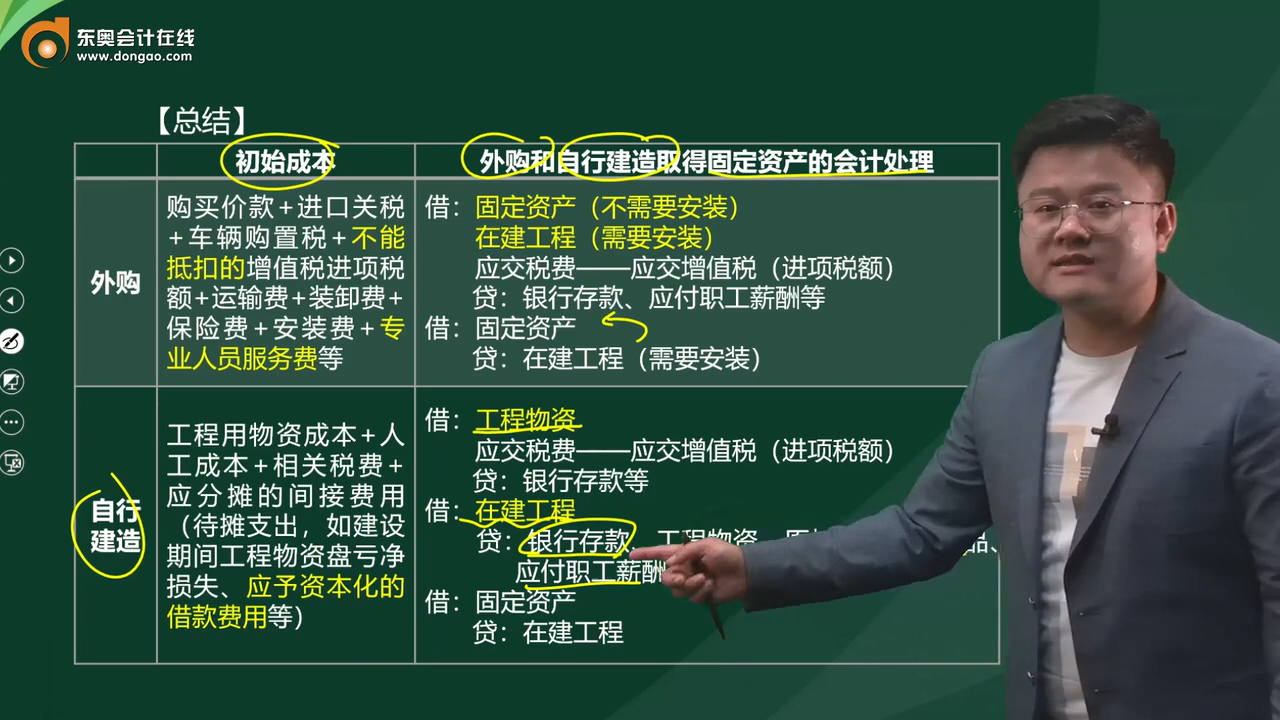 东奥会计在线
www.dongao.com
【总结】
初始成本
外购和自行建造取得固定资产的会计处理
外购
购买价款+进口关税
+车辆购置税+不能
抵扣的增值税进项税
额+运输费+装卸费+
保险费+安装费+专
业人员服务费等
借：固定资产（不需要安装）
在建工程（需要安装）
应交税费——应交增值税（进项税额）
贷：银行存款、应付职工薪酬等
借：固定资产
贷：在建工程（需要安装）
自行
建造
工程用物资成本+人
工成本+相关税费+
应分摊的间接费用
（待摊支出，如建设
期间工程物资盘亏净
损失、应予资本化的
借款费用等）
借：工程物资
应交税费——应交增值税（进项税额）
贷：银行存款等
借：在建工程
贷：银行存款、工程物资、原 品、
应付职工薪酬
借：固定资产
贷：在建工程